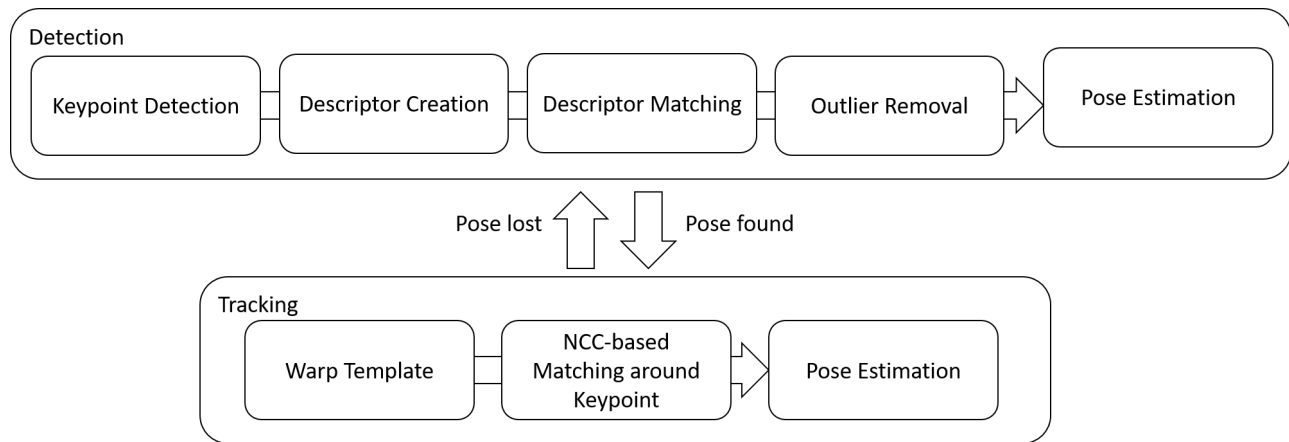 Detection
Keypoint Detection
Descriptor Creation
Descriptor Matching
Outlier Removal
Pose Estimation
Pose lost
Pose found
Tracking
Warp Template
NCC-based
Matching around
Keypoint
Pose Estimation